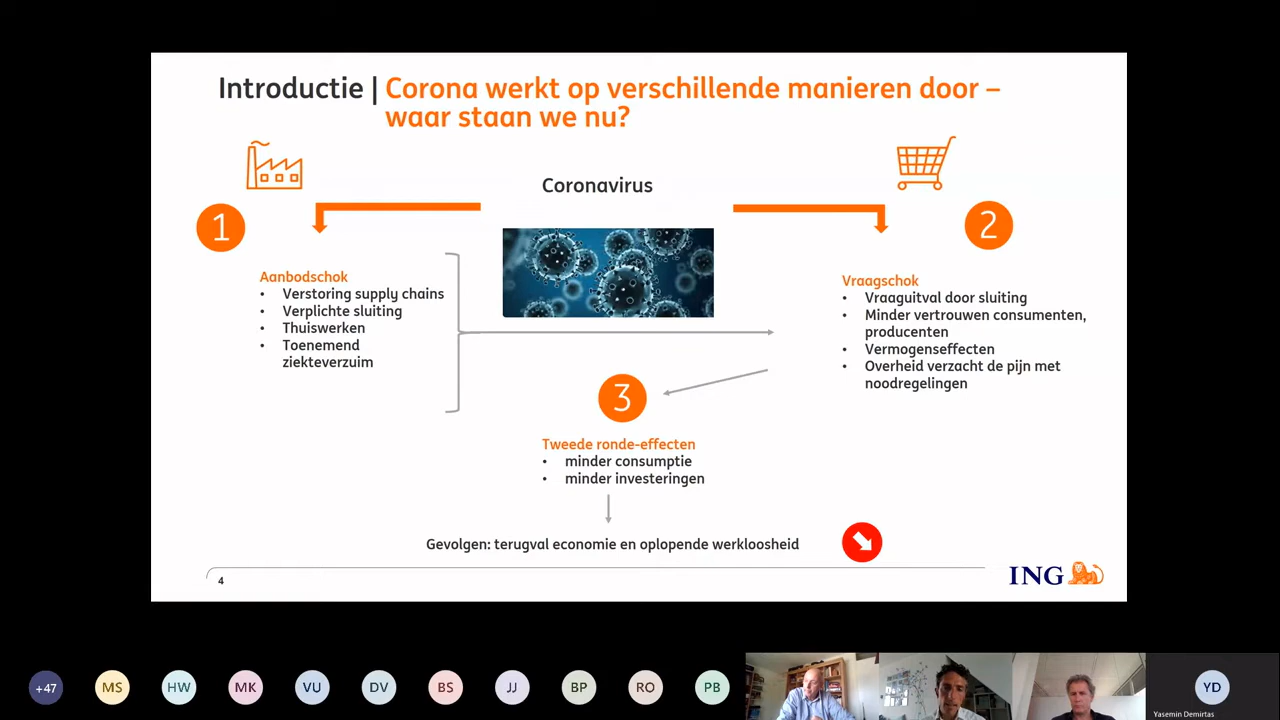 Introductie | Corona werkt op verschillende manieren door –
waar staan we nu?
Coronavirus
1
2
Aanbodschok
• Verstoring supply chains
• Verplichte sluiting
• Thuiswerken
• Toenemend
ziekteverzuim
Vraagschok
• Vraaguitval door sluiting
• Minder vertrouwen consumenten,
producenten
• Vermogenseffecten
• Overheid verzacht de pijn met
noodregelingen
3
Tweede ronde-effecten
• minder consumptie
• minder investeringen
Gevolgen: terugval economie en oplopende werkloosheid
4
ING
+47
MS
HW
MK
VU
DV
BS
JJ
BP
RO
PB
YD
Yasemin Demirtas